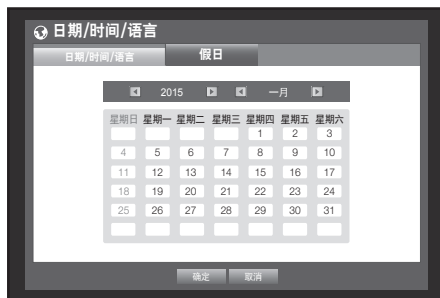 日期/时间/语言
日期/时间/语言 假日
2015 一月
星期日 星期一 星期二 星期三 星期四 星期五 星期六
1 2 3
4 5 6 7 8 9 10
11 12 13 14 15 16 17
18 19 20 21 22 23 24
25 26 27 28 29 30 31
确定 取消